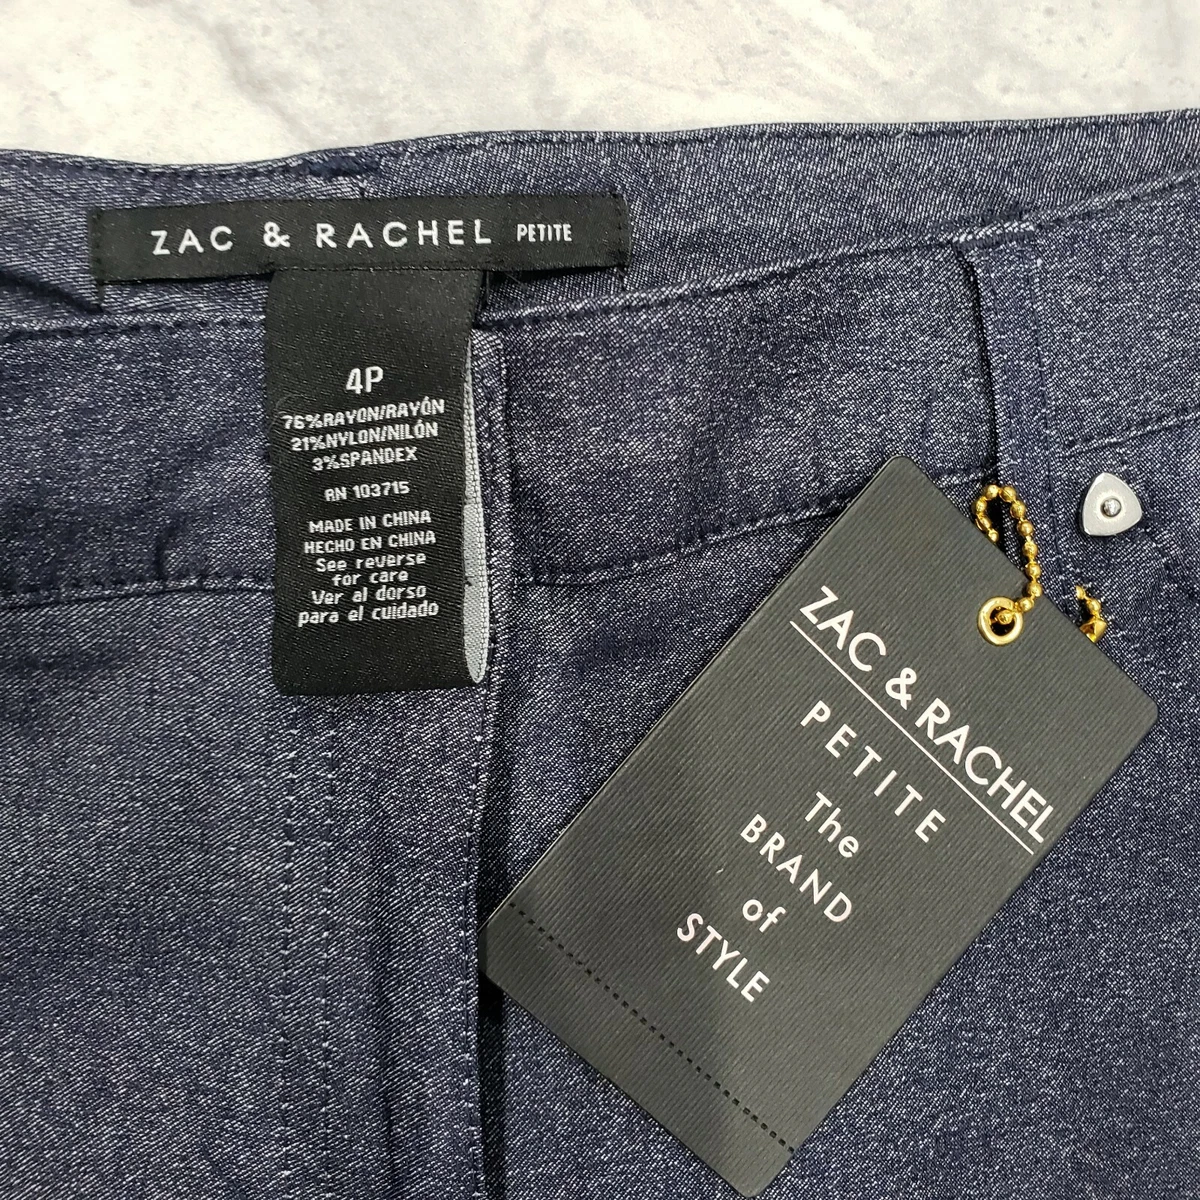 ZAC & RACHEL PETITE
4P
76%RAYON/RAYÓN
21%NYLON/NILÓN
3%SPANDEX
RN 103715
MADE IN CHINA
HECHO EN CHINA
See reverse
for care
Ver al dorso
para el cuidado
ZAC & RACHEL
PETITE
The
BRAND
of
STYLE